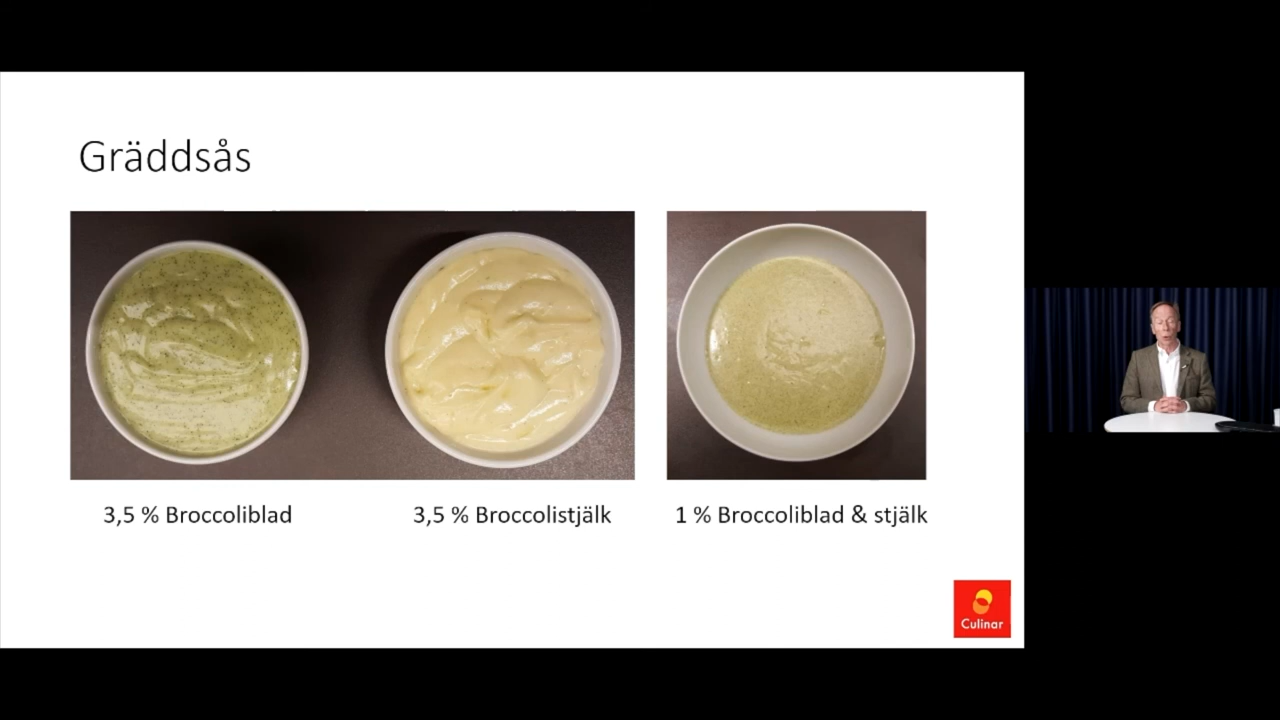 Gräddsås
3,5 % Broccoliblad
3,5 % Broccolistjälk
1 % Broccoliblad & stjälk
Culinar